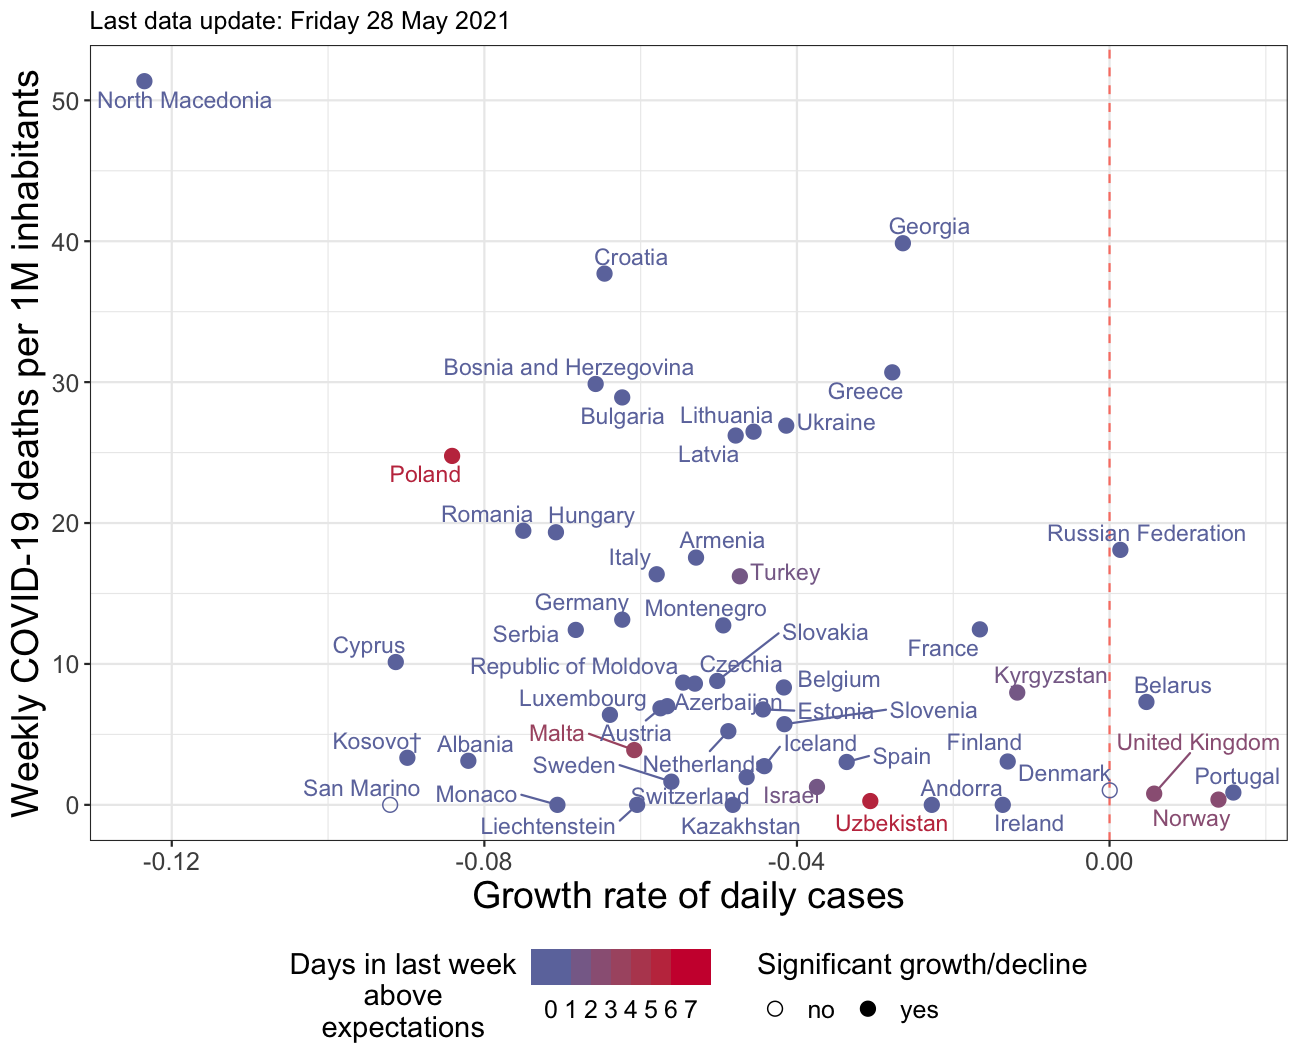 Last data update: Friday 28 May 2021
Weekly COVID-19 deaths per 1M inhabitants
50
40
30
20
10
0
North Macedonia
Georgia
Croatia
Bosnia and Herzegovina
Greece
Bulgaria
Lithuania
Ukraine
Latvia
Poland
Romania
Hungary
Russian Federation
Armenia
Italy
Turkey
Germany
Montenegro
Serbia
Slovakia
Cyprus
France
Republic of Moldova
Czechia
Kyrgyzstan
Belgium
Belarus
Luxembourg
Azerbaijan
Estonia
Slovenia
Austria
Malta
Kosovo†
Albania
Iceland
Finland
United Kingdom
Sweden
Netherlands
Spain
Denmark
Portugal
San Marino
Monaco
Switzerland
Israel
Andorra
Liechtenstein
Kazakhstan
Uzbekistan
Ireland
Norway
-0.12
-0.08
-0.04
0.00
Growth rate of daily cases
Days in last week
above
expectations
0 1 2 3 4 5 6 7
Significant growth/decline
no
yes